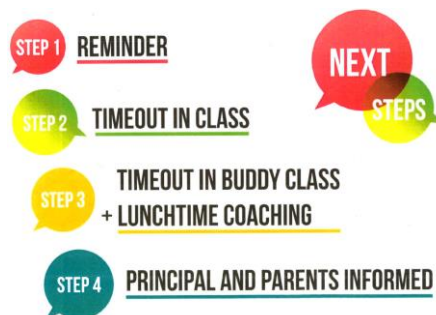 STEP 1 REMINDER
NEXT
STEPS
STEP 2 TIMEOUT IN CLASS
STEP 3 TIMEOUT IN BUDDY CLASS
+ LUNCHTIME COACHING
STEP 4 PRINCIPAL AND PARENTS INFORMED